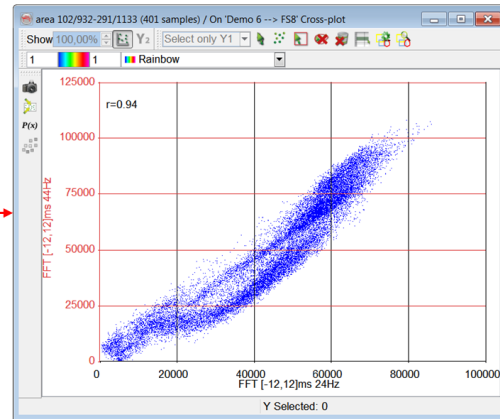 area 102/932-291/1133 (401 samples) / On 'Demo 6 --> FS8' Cross-plot
Show 100,00% Y2 Select only Y1
1 1 Rainbow
P(x)
r=0.94
125000
100000
75000
50000
25000
0
FFT [-12,12]ms 44Hz
0 20000 40000 60000 80000 100000
FFT [-12,12]ms 24Hz
Y Selected: 0